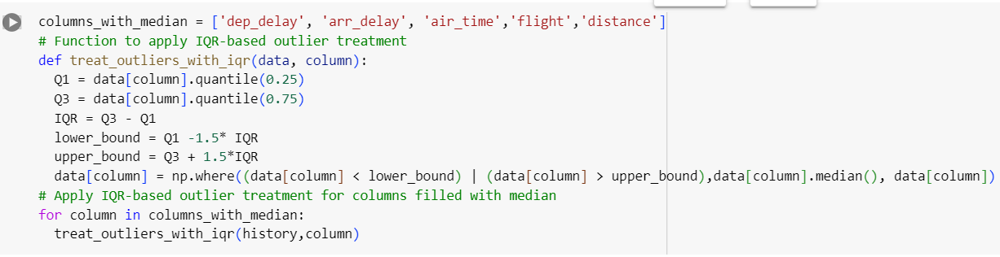 columns_with_median = ['dep_delay', 'arr_delay', 'air_time','flight','distance']
# Function to apply IQR-based outlier treatment
def treat_outliers_with_iqr(data, column):
  Q1 = data[column].quantile(0.25)
  Q3 = data[column].quantile(0.75)
  IQR = Q3 - Q1
  lower_bound = Q1 -1.5* IQR
  upper_bound = Q3 + 1.5*IQR
  data[column] = np.where((data[column] < lower_bound) | (data[column] > upper_bound),data[column].median(), data[column])
# Apply IQR-based outlier treatment for columns filled with median
for column in columns_with_median:
  treat_outliers_with_iqr(history,column)